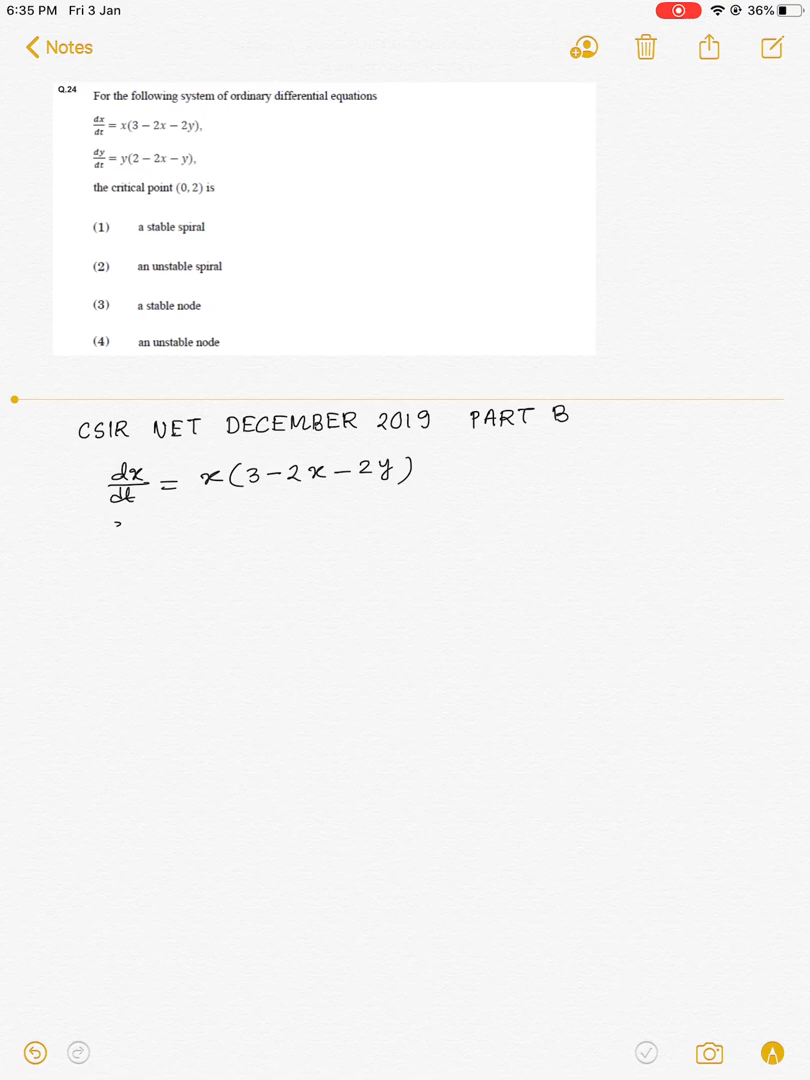 6:35 PM Fri 3 Jan
36%
Notes
Q.24 For the following system of ordinary differential equations
dx/dt = x(3 − 2x − 2y),
dy/dt = y(2 − 2x − y),
the critical point (0, 2) is
(1) a stable spiral
(2) an unstable spiral
(3) a stable node
(4) an unstable node
CSIR NET DECEMBER 2019 PART B
dx/dt = x(3 − 2x − 2y)